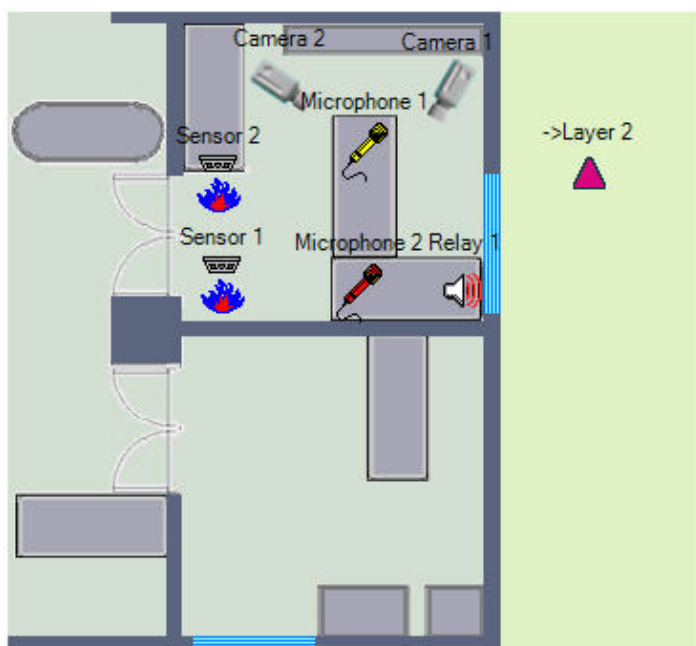 Camera 2
Camera 1
Microphone 1
Sensor 2
->Layer 2
Sensor 1
Microphone 2 Relay 1